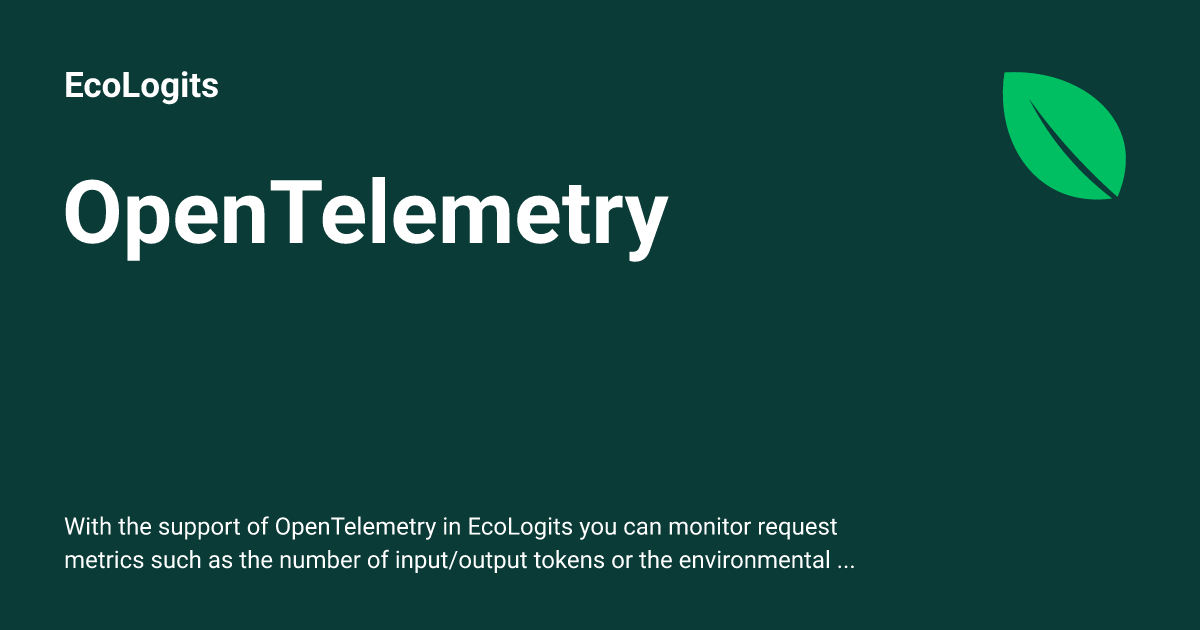 EcoLogits
OpenTelemetry
With the support of OpenTelemetry in EcoLogits you can monitor request
metrics such as the number of input/output tokens or the environmental ...